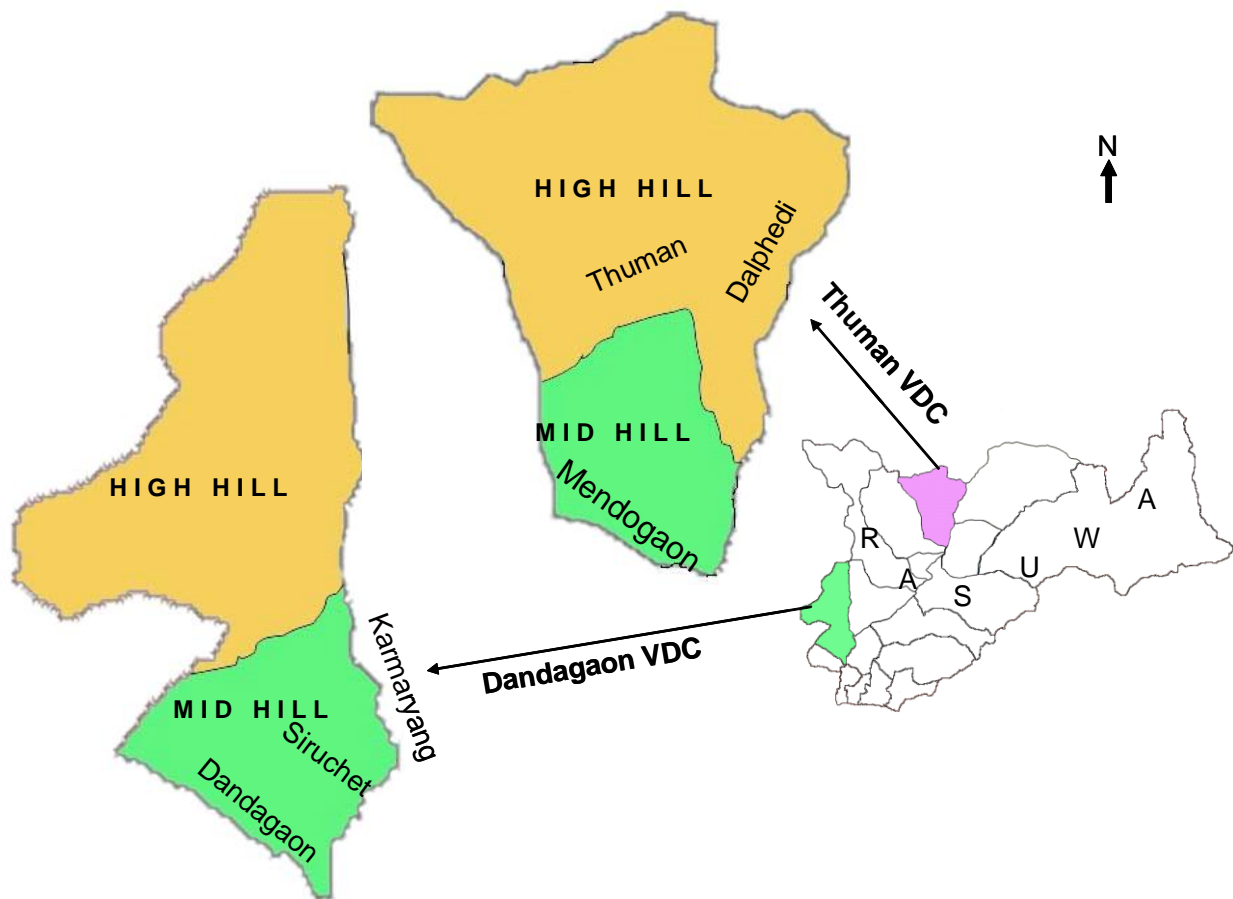 N
HIGH HILL
Thuman
Dalphedi
Thuman VDC
MID HILL
Mendogaon
HIGH HILL
R A S U W A
Karmaryang
Dandagaon VDC
MID HILL
Siruchet
Dandagaon